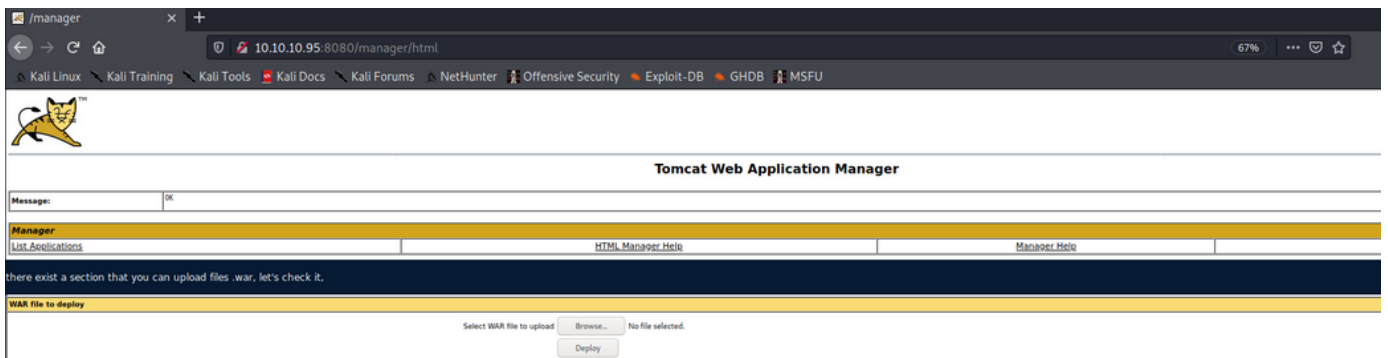 /manager
10.10.10.95:8080/manager/html 67%
Kali Linux Kali Training Kali Tools Kali Docs Kali Forums NetHunter Offensive Security Exploit-DB GHDB MSFU
TM
Tomcat Web Application Manager
Message: OK
Manager
List Applications HTML Manager Help Manager Help
there exist a section that you can upload files .war, let's check it,
WAR file to deploy
Select WAR file to upload Browse... No file selected.
Deploy